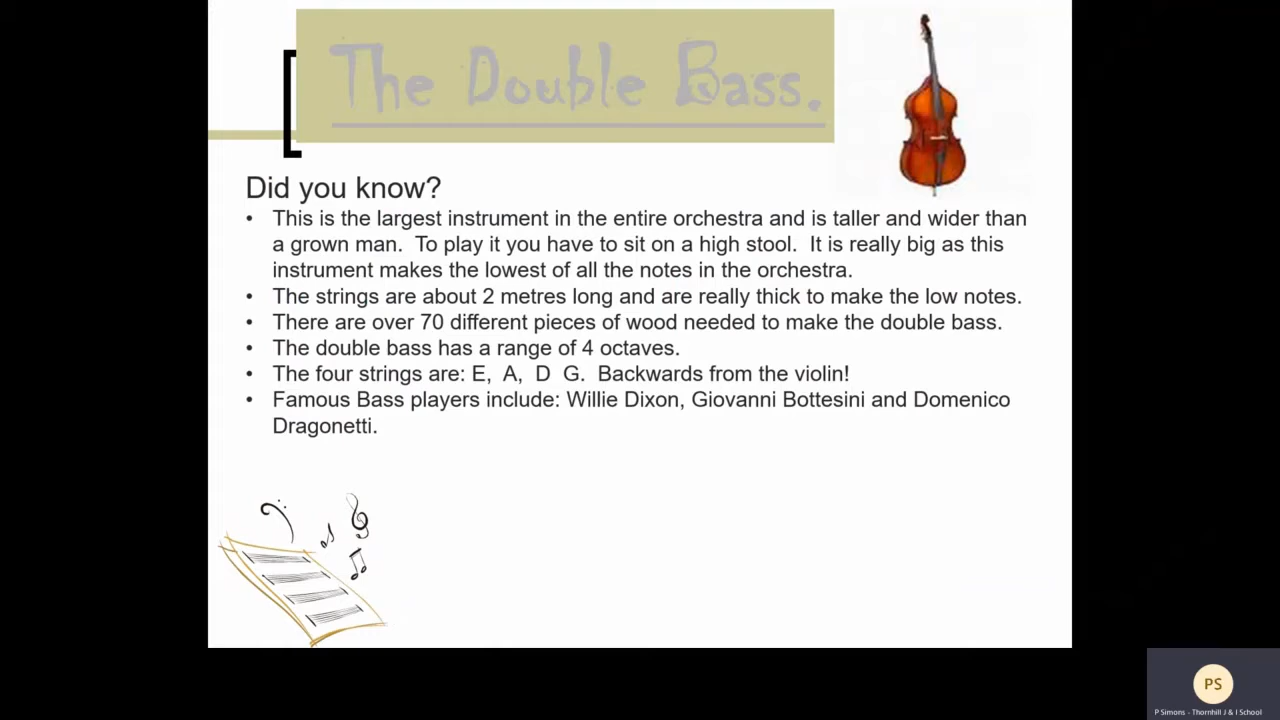 The Double Bass.
Did you know?
• This is the largest instrument in the entire orchestra and is taller and wider than
a grown man.  To play it you have to sit on a high stool.  It is really big as this
instrument makes the lowest of all the notes in the orchestra.
• The strings are about 2 metres long and are really thick to make the low notes.
• There are over 70 different pieces of wood needed to make the double bass.
• The double bass has a range of 4 octaves.
• The four strings are: E,  A,  D  G.  Backwards from the violin!
• Famous Bass players include: Willie Dixon, Giovanni Bottesini and Domenico
Dragonetti.
PS
P Simons - Thornhill J & I School